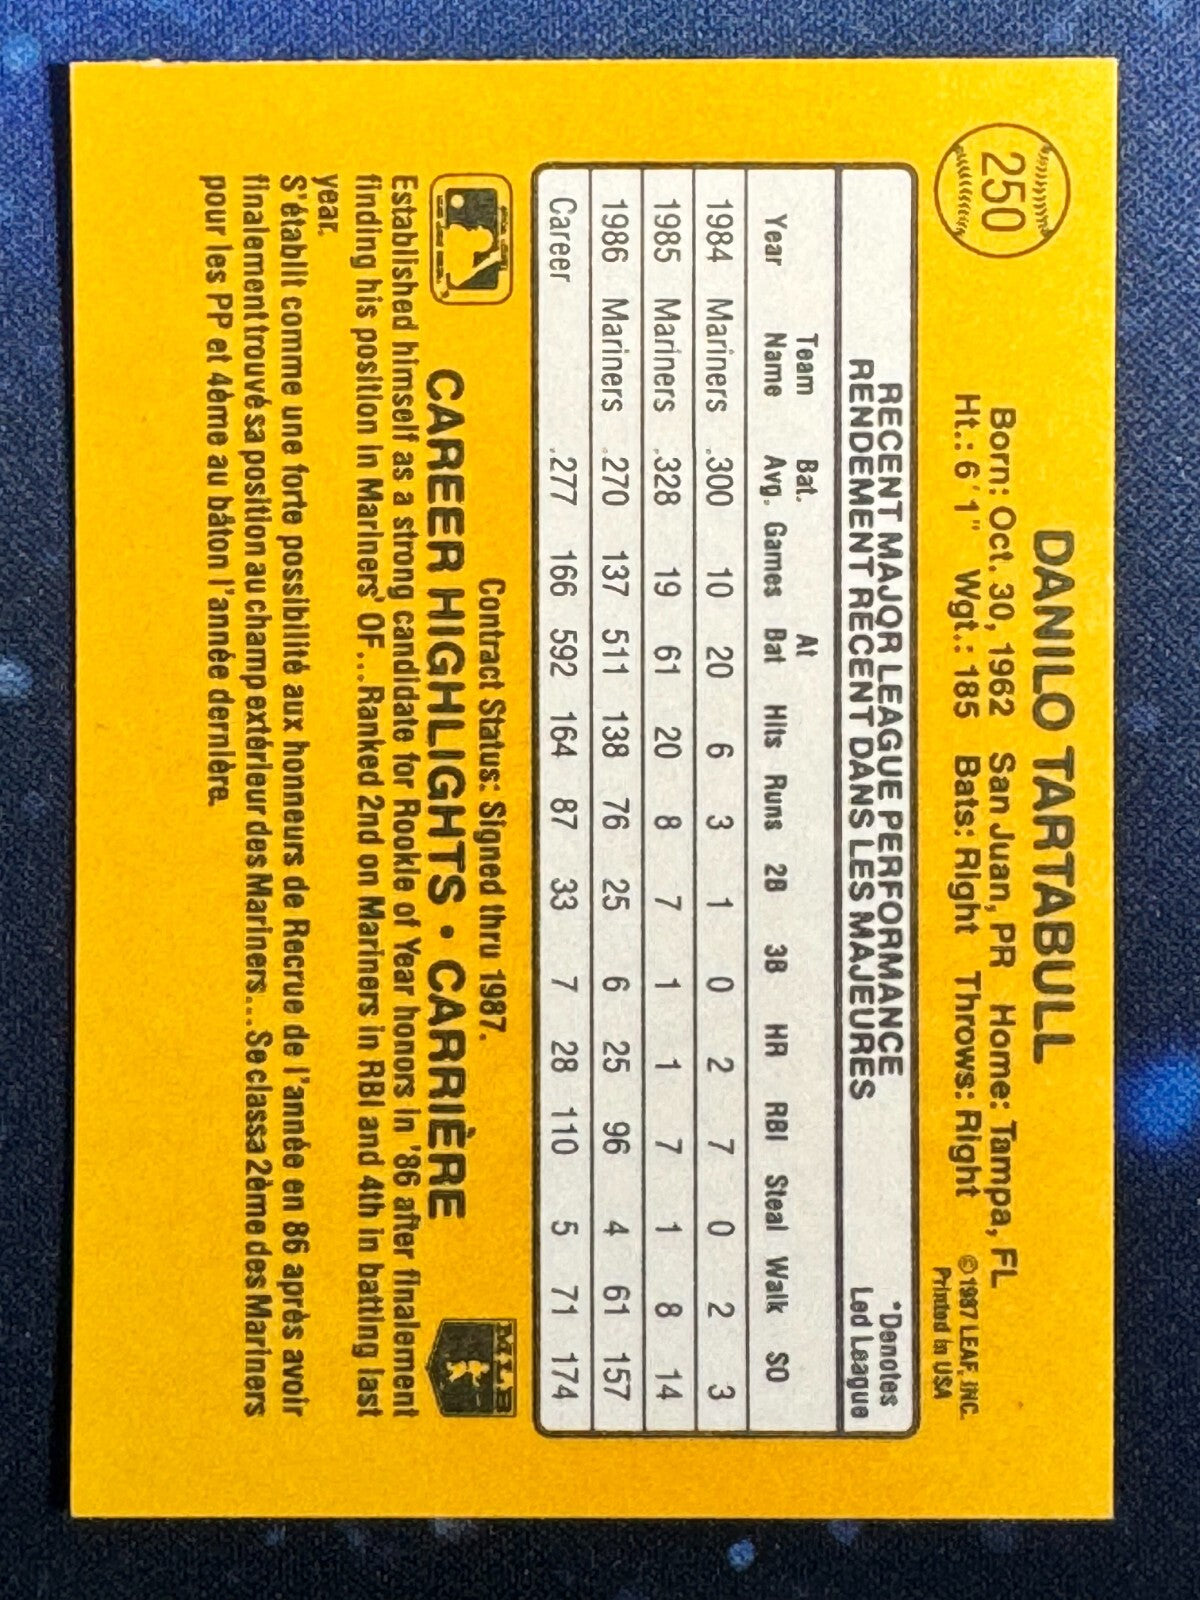 250
DANILO TARTABULL
Born: Oct. 30, 1962 San Juan, PR Home: Tampa, FL
Ht.: 6'1" Wgt.: 185 Bats: Right Throws: Right
©1987 LEAF, INC.
Printed in USA
RECENT MAJOR LEAGUE PERFORMANCE
RENDEMENT RECENT DANS LES MAJEURES
*Denotes
Led League
Year Team Name Bat. Avg. Games At Bat Hits Runs 2B 3B HR RBI Steal Walk SO
1984 Mariners .300 10 20 6 3 1 0 2 7 0 2 3
1985 Mariners .328 19 61 20 8 7 1 1 7 1 8 14
1986 Mariners .270 137 511 138 76 25 6 25 96 4 61 157
Career .277 166 592 164 87 33 7 28 110 5 71 174
Contract Status: Signed thru 1987.
CAREER HIGHLIGHTS • CARRIÈRE
MLB
Established himself as a strong candidate for Rookie of Year honors in '86 after finalement
finding his position in Mariners' OF...Ranked 2nd on Mariners in RBI and 4th in batting last
year.
S'établit comme une forte possibilité aux honneurs de Recrue de l'année en 86 après avoir
finalement trouvé sa position au champ extérieur des Mariners...Se classa 2ème des Mariners
pour les PP et 4ème au bâton l'année dernière.